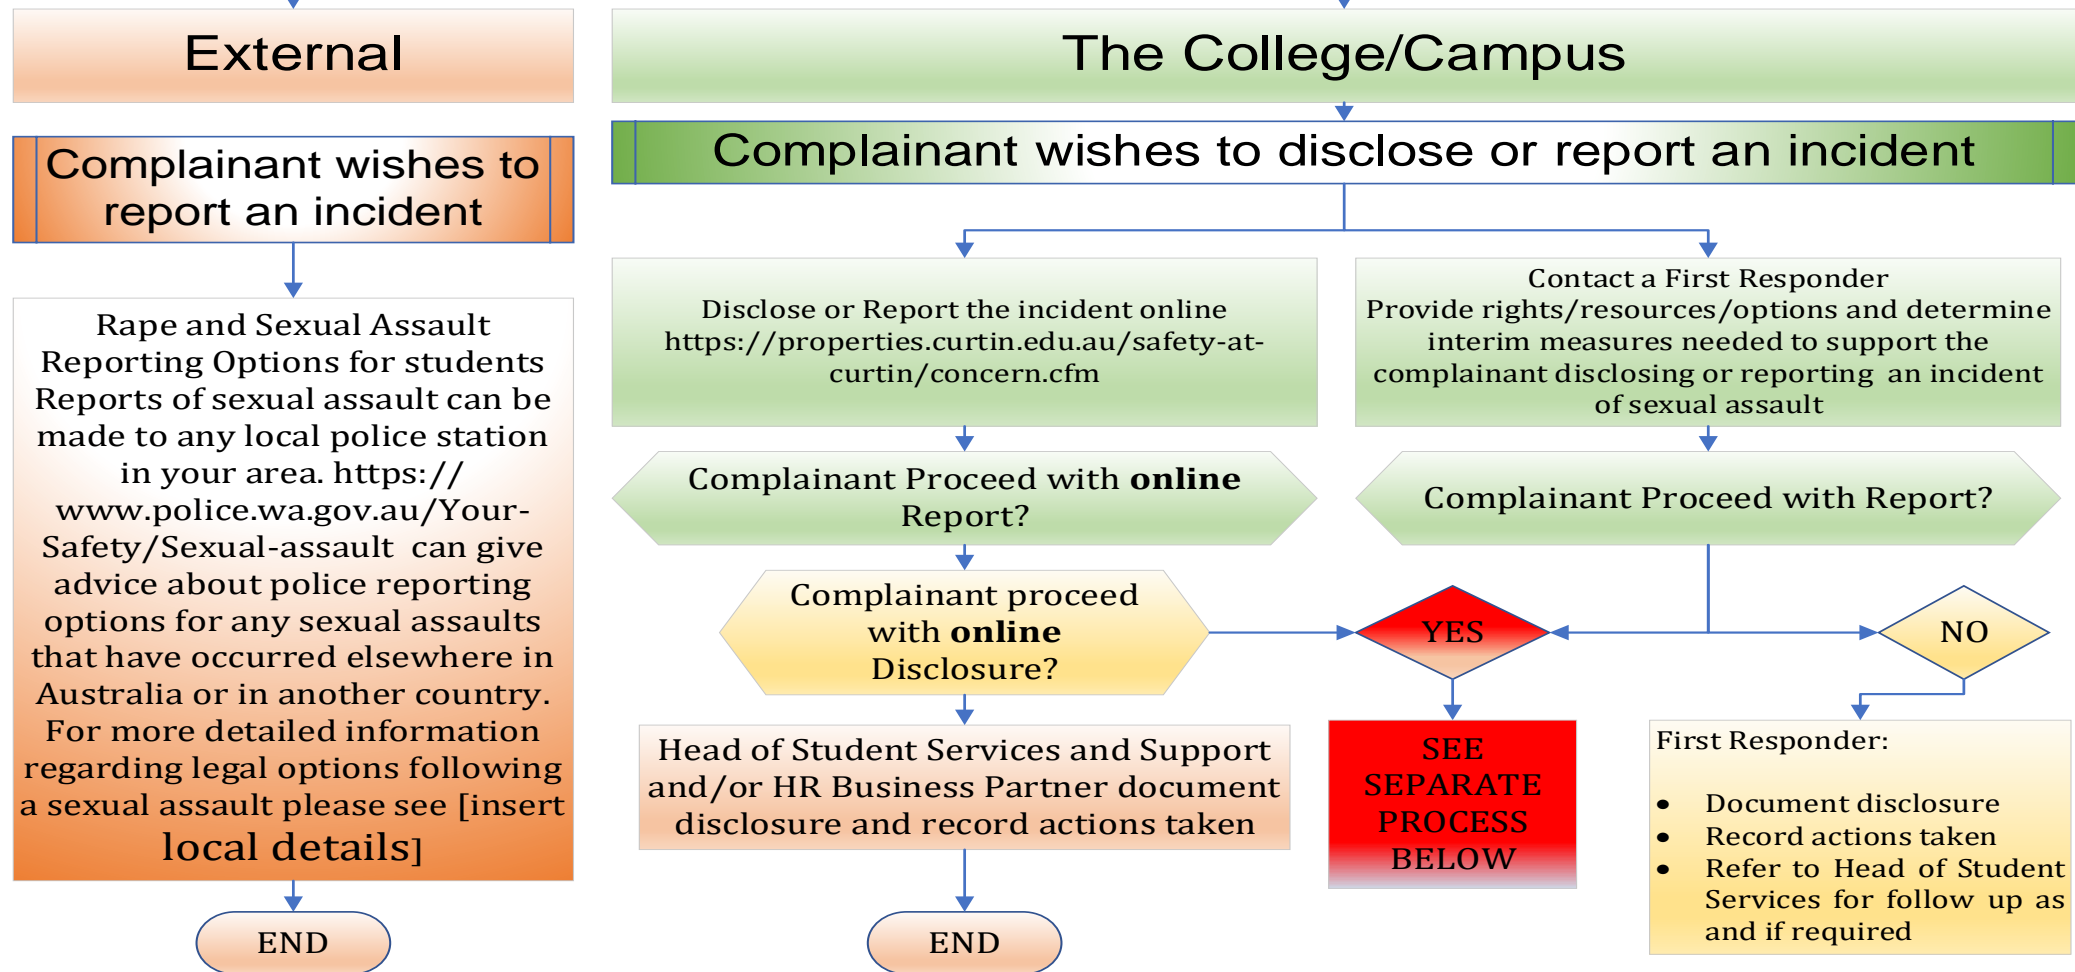 External
Complainant wishes to
report an incident
Rape and Sexual Assault
Reporting Options for students
Reports of sexual assault can be
made to any local police station
in your area. https://
www.police.wa.gov.au/Your-
Safety/Sexual-assault can give
advice about police reporting
options for any sexual assaults
that have occurred elsewhere in
Australia or in another country.
For more detailed information
regarding legal options following
a sexual assault please see [insert
local details]
END
The College/Campus
Complainant wishes to disclose or report an incident
Disclose or Report the incident online
https://properties.curtin.edu.au/safety-at-
curtin/concern.cfm
Complainant Proceed with online
Report?
Complainant proceed
with online
Disclosure?
Head of Student Services and Support
and/or HR Business Partner document
disclosure and record actions taken
END
Contact a First Responder
Provide rights/resources/options and determine
interim measures needed to support the
complainant disclosing or reporting an incident
of sexual assault
Complainant Proceed with Report?
YES
SEE
SEPARATE
PROCESS
BELOW
NO
First Responder:
• Document disclosure
• Record actions taken
• Refer to Head of Student
Services for follow up as
and if required